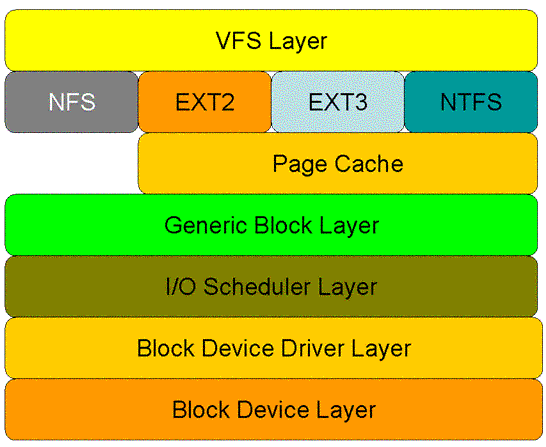 VFS Layer
NFS
EXT2
EXT3
NTFS
Page Cache
Generic Block Layer
I/O Scheduler Layer
Block Device Driver Layer
Block Device Layer